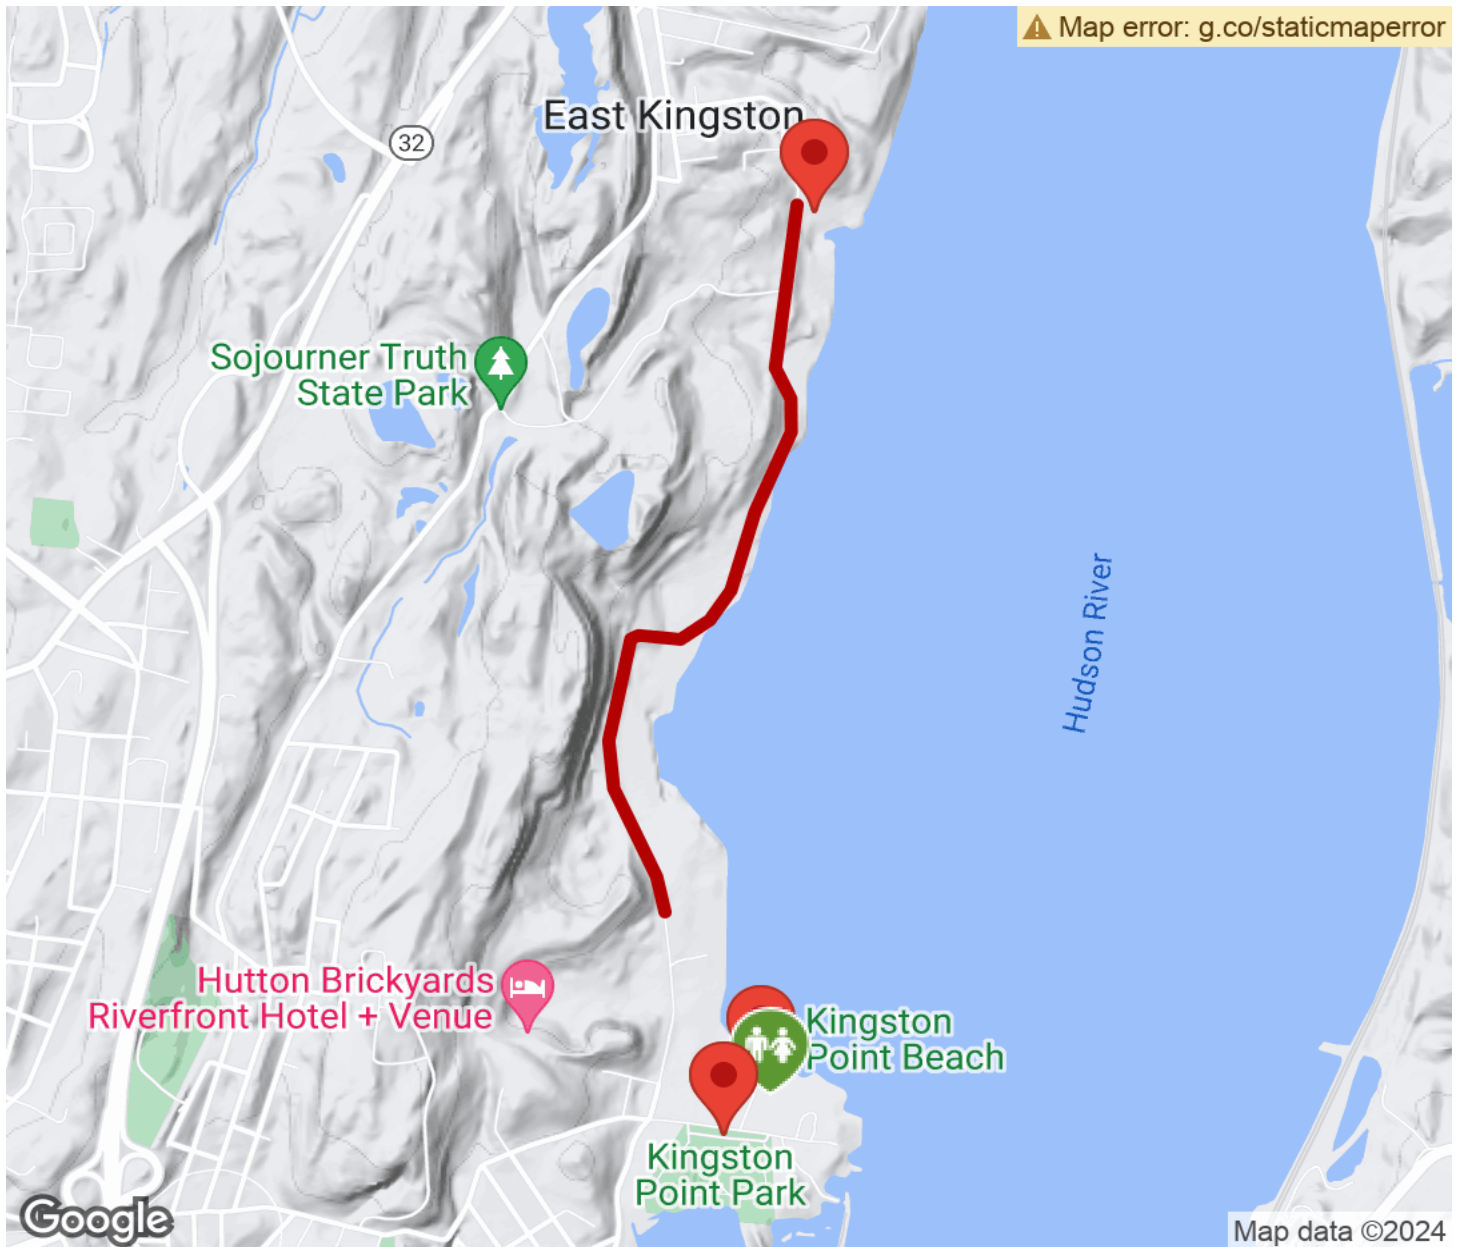 Map error: g.co/staticmaperror
East Kingston
32
Sojourner Truth
State Park
Hudson River
Hutton Brickyards
Riverfront Hotel + Venue
Kingston
Point Beach
Kingston
Point Park
Google
Map data ©2024